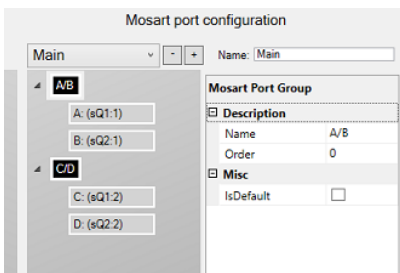 Mosart port configuration
Main - + Name: Main
A/B
A: (sQ1:1)
B: (sQ2:1)
C/D
C: (sQ1:2)
D: (sQ2:2)
Mosart Port Group
Description
Name A/B
Order 0
Misc
IsDefault